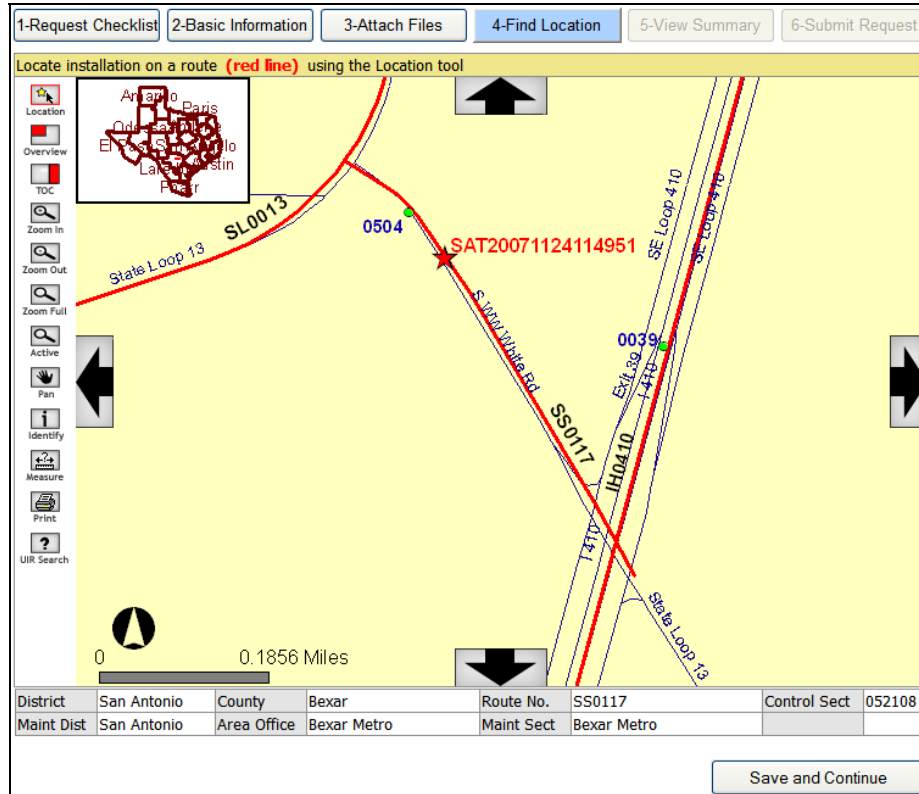 1-Request Checklist 2-Basic Information 3-Attach Files 4-Find Location 5-View Summary 6-Submit Request
Locate installation on a route (red line) using the Location tool
Location
Overview
TOC
Zoom In
Zoom Out
Zoom Full
Active
Pan
Identify
Measure
Print
UIR Search
Amarillo
Paris
Odessa
El Paso
Austin
Pharr
SL0013
State Loop 13
0504
SAT20071124114951
S WW White Rd
SS0117
SE Loop 410
SE Loop 410
0039
Exit 39
I 410
IH0410
I 410
State Loop 13
0 0.1856 Miles
District San Antonio County Bexar Route No. SS0117 Control Sect 052108
Maint Dist San Antonio Area Office Bexar Metro Maint Sect Bexar Metro
Save and Continue